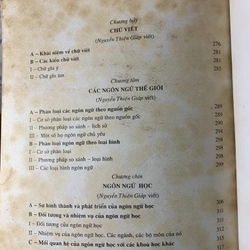 Chương bảy
CHỮ VIẾT
(Nguyễn Thiện Giáp viết)
A – Khái niệm về chữ viết 276
B – Các kiểu chữ viết 281
I – Chữ ghi ý 281
II – Chữ ghi âm
Chương tám
CÁC NGÔN NGỮ THẾ GIỚI
(Nguyễn Thiện Giáp viết)
A – Phân loại các ngôn ngữ theo nguồn gốc 289
I – Cơ sở phân loại các ngôn ngữ theo nguồn gốc 289
II – Phương pháp so sánh – lịch sử 289
III – Một số họ ngôn ngữ chủ yếu
B – Phân loại ngôn ngữ theo loại hình
I – Cơ sở phân loại
II – Phương pháp so sánh – loại hình
III – Các loại hình ngôn ngữ
Chương chín
NGÔN NGỮ HỌC
(Nguyễn Thiện Giáp viết)
A – Sự hình thành và phát triển của ngôn ngữ học
B – Đối tượng và nhiệm vụ của ngôn ngữ học
I – Đối tượng của ngôn ngữ học
II – Nhiệm vụ của ngôn ngữ học. Các ngành, các bộ môn của nó
C – Mối quan hệ của ngôn ngữ học với các khoa học khác